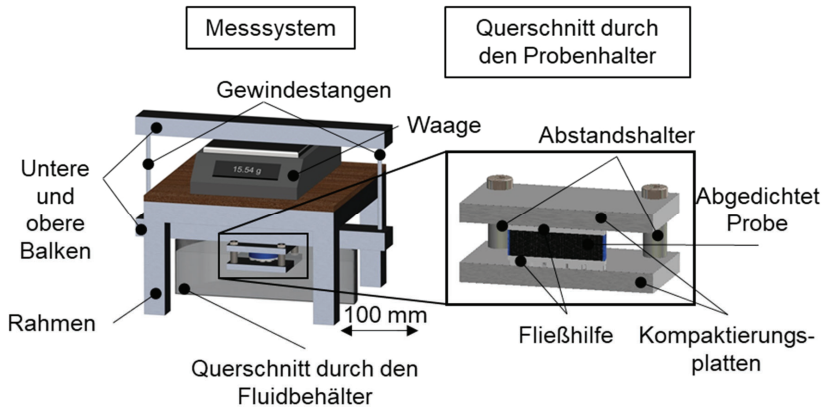 Messsystem
Querschnitt durch
den Probenhalter
Gewindestangen
Waage
Untere
und
obere
Balken
15.54 g
Rahmen
100 mm
Querschnitt durch den
Fluidbehälter
Abstandshalter
Abgedichtet
Probe
Fließhilfe
Kompaktierungs-
platten